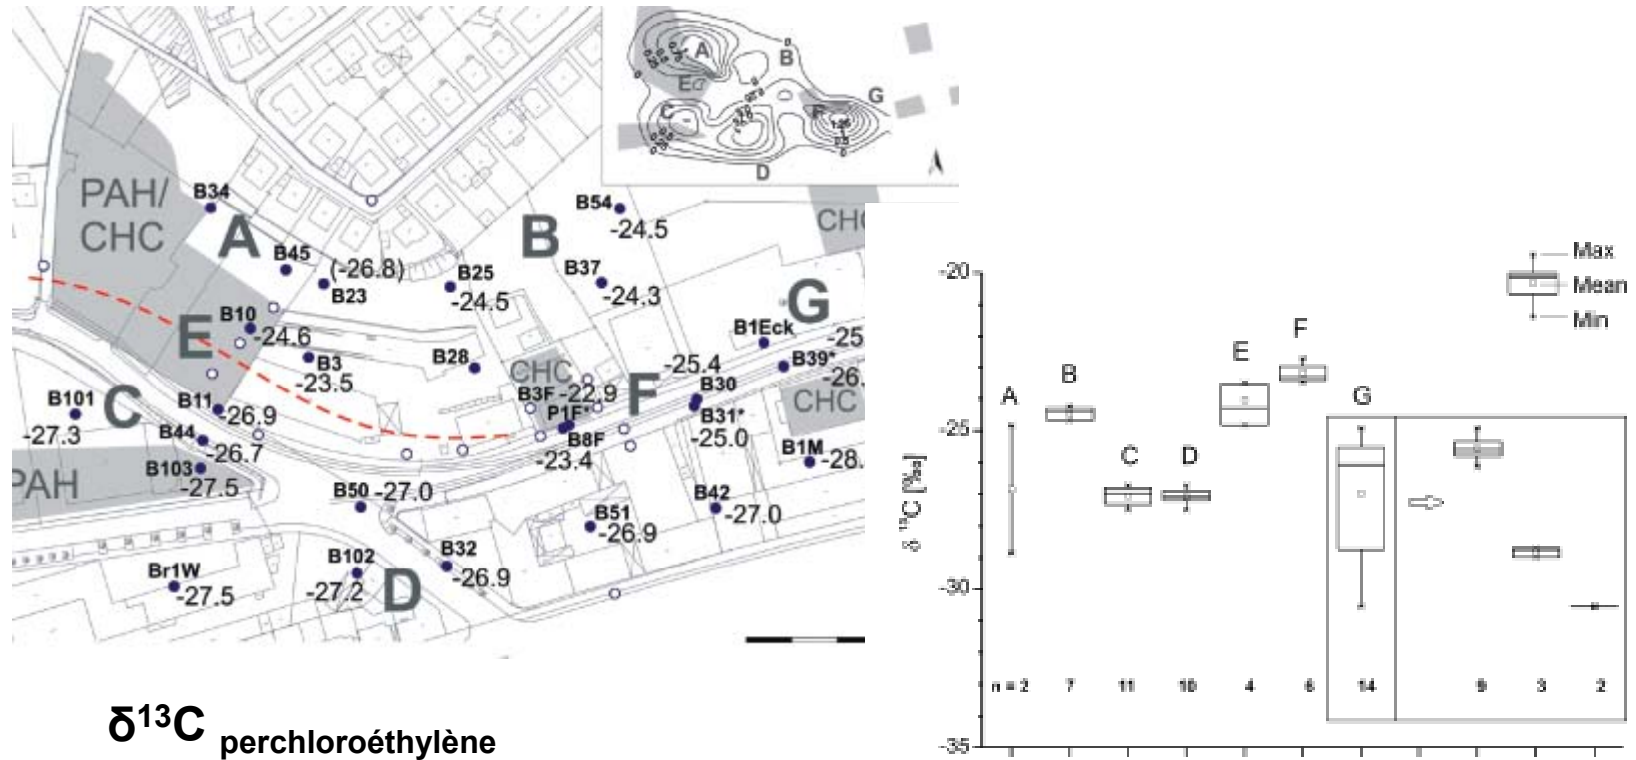 PAH/
CHC
B34
A
B45
(-26.8)
B23
B25
-24.5
B
B54
-24.5
B37
-24.3
G
B1Eck
-25
B39*
-26.
E
B10
-24.6
B3
-23.5
B28
CHC
B3F
-22.9
P1F*
B8F
-23.4
F
-25.4
B30
B31*
-25.0
CHC
B1M
-28.
C
B101
-27.3
B11
-26.9
B44
-26.7
B103
-27.5
PAH
B50
-27.0
B51
-26.9
B42
-27.0
B102
-27.2
D
B32
-26.9
Br1W
-27.5
A
B
E
C
D
F
G
CHC
δ¹³C perchloroéthylène
Max
Mean
Min
-20
-25
-30
-35
δ ¹³C [‰]
A
B
C
D
E
F
G
n = 2
7
11
10
4
6
14
9
3
2